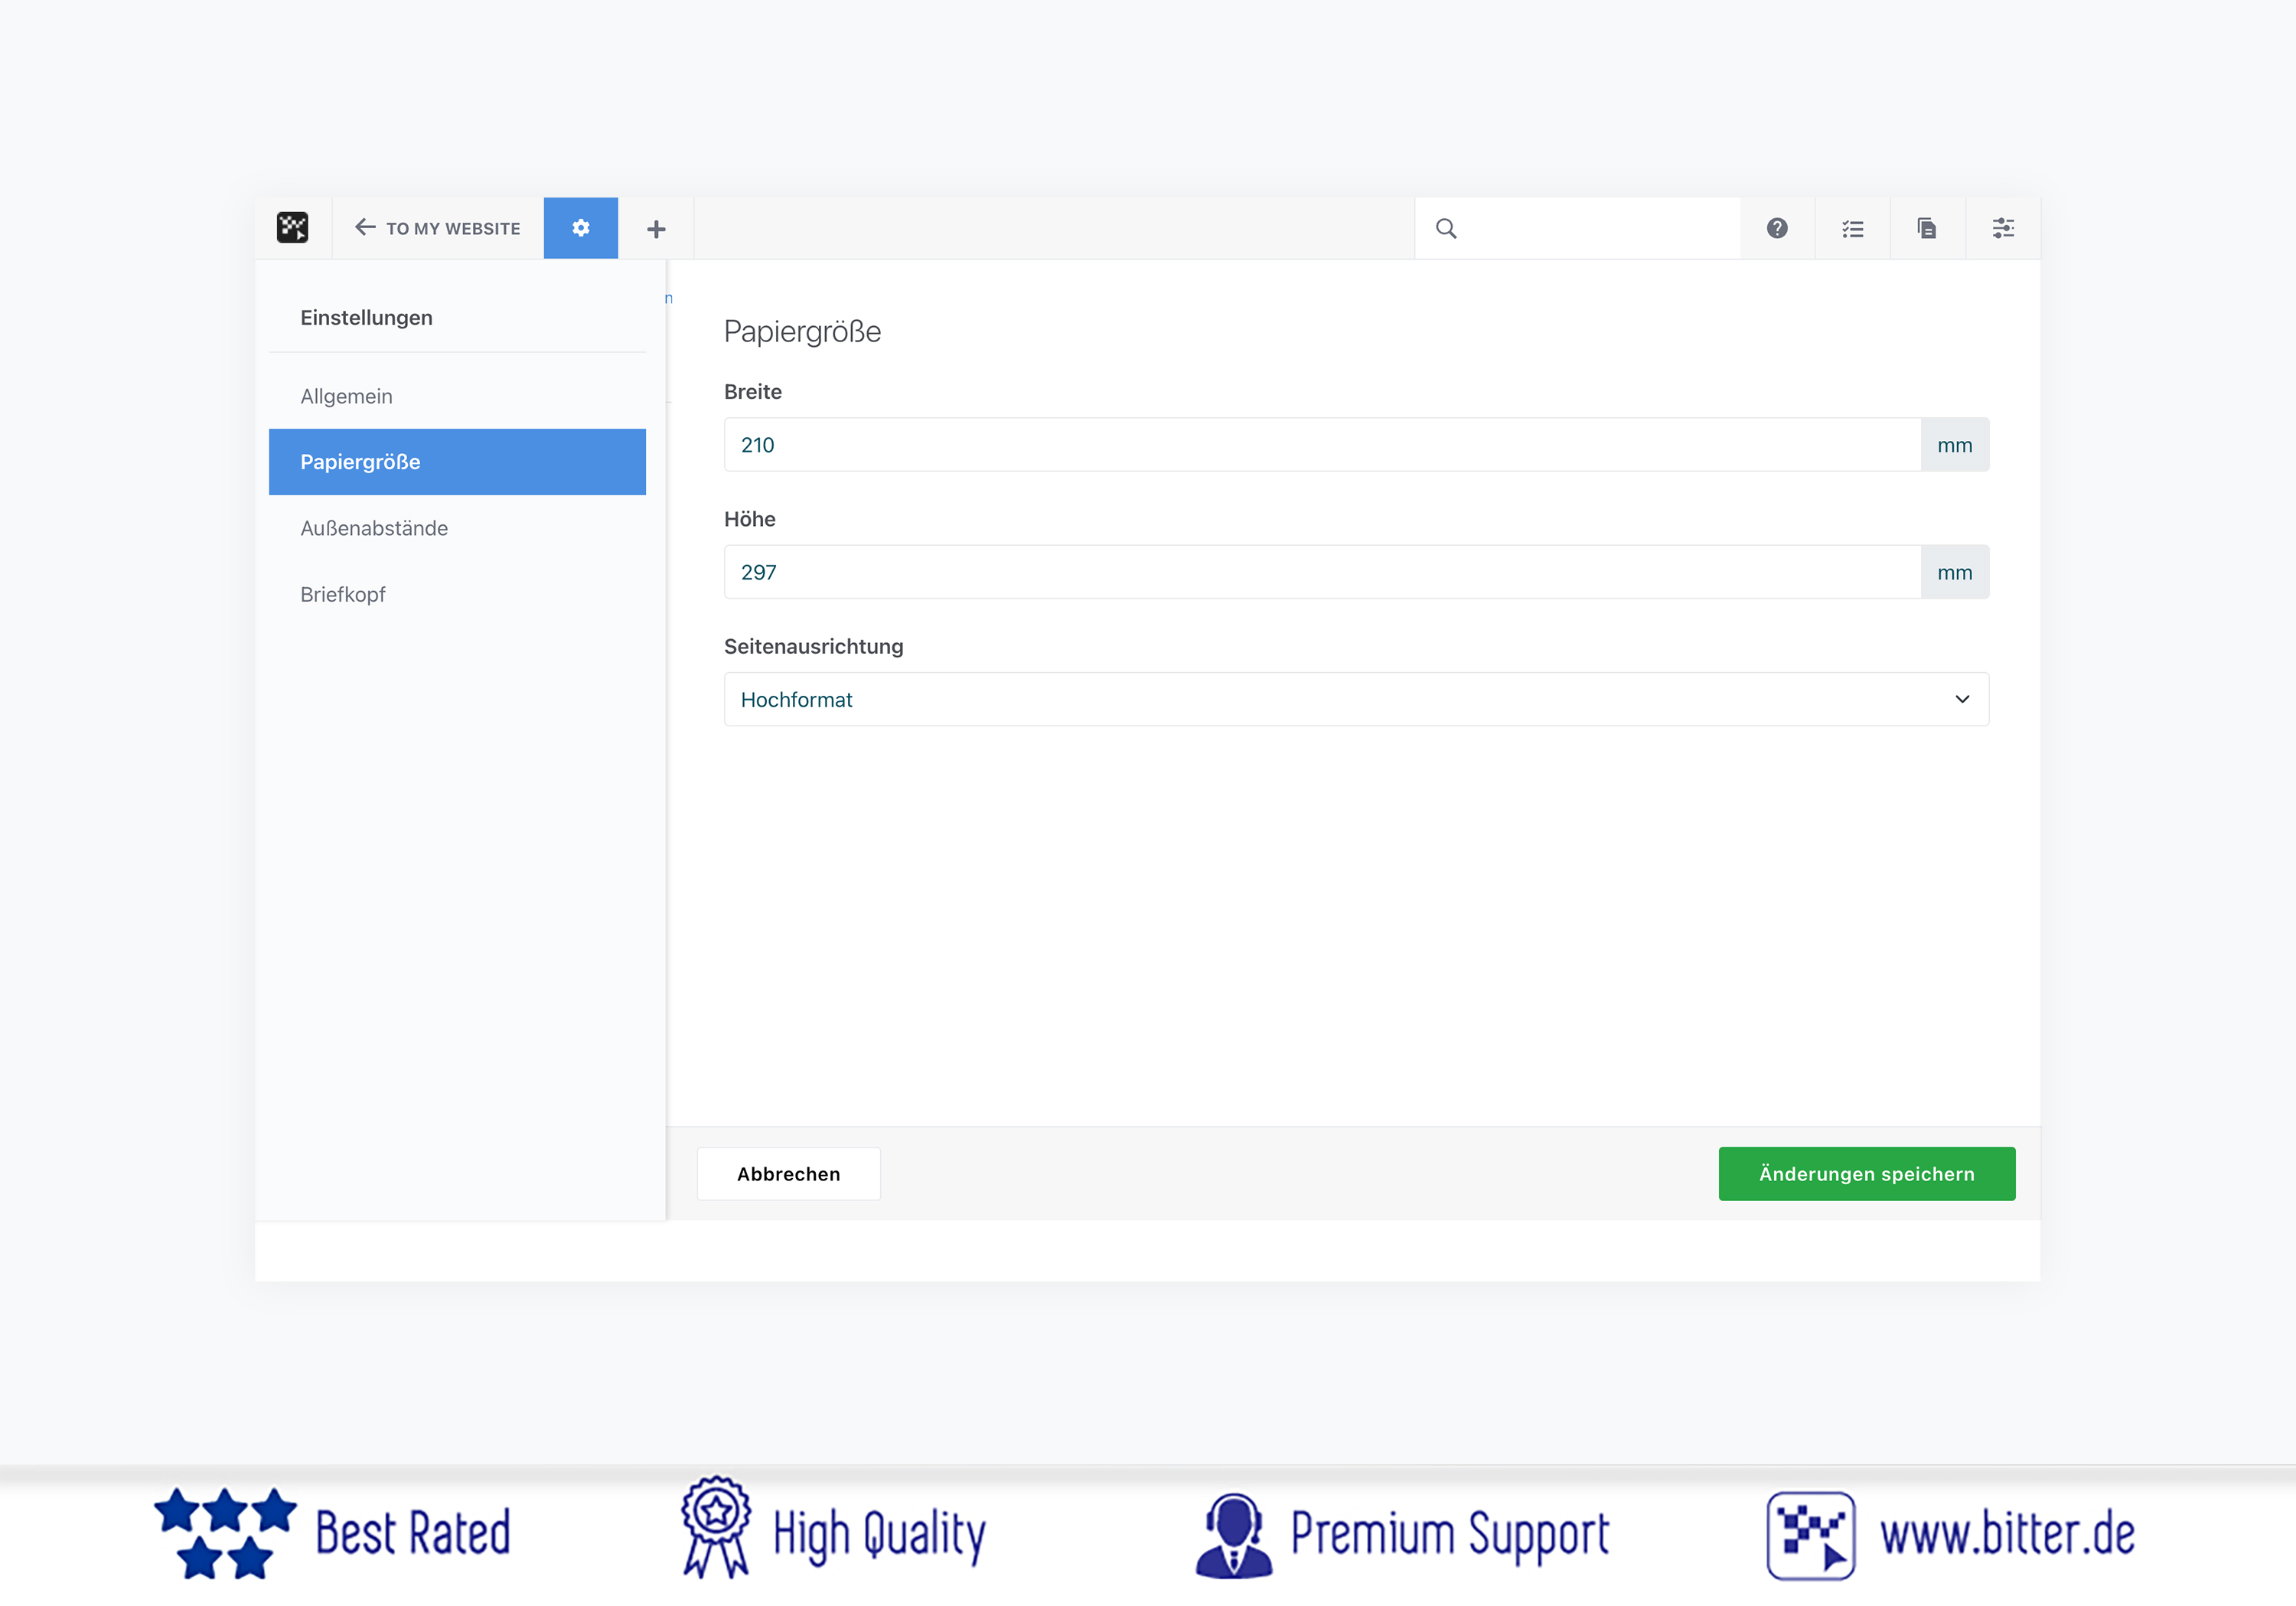 TO MY WEBSITE
Einstellungen
Allgemein
Papiergröße
Außenabstände
Briefkopf
n
Papiergröße
Breite
210
mm
Höhe
297
mm
Seitenausrichtung
Hochformat
Abbrechen
Änderungen speichern
Best Rated
High Quality
Premium Support
www.bitter.de